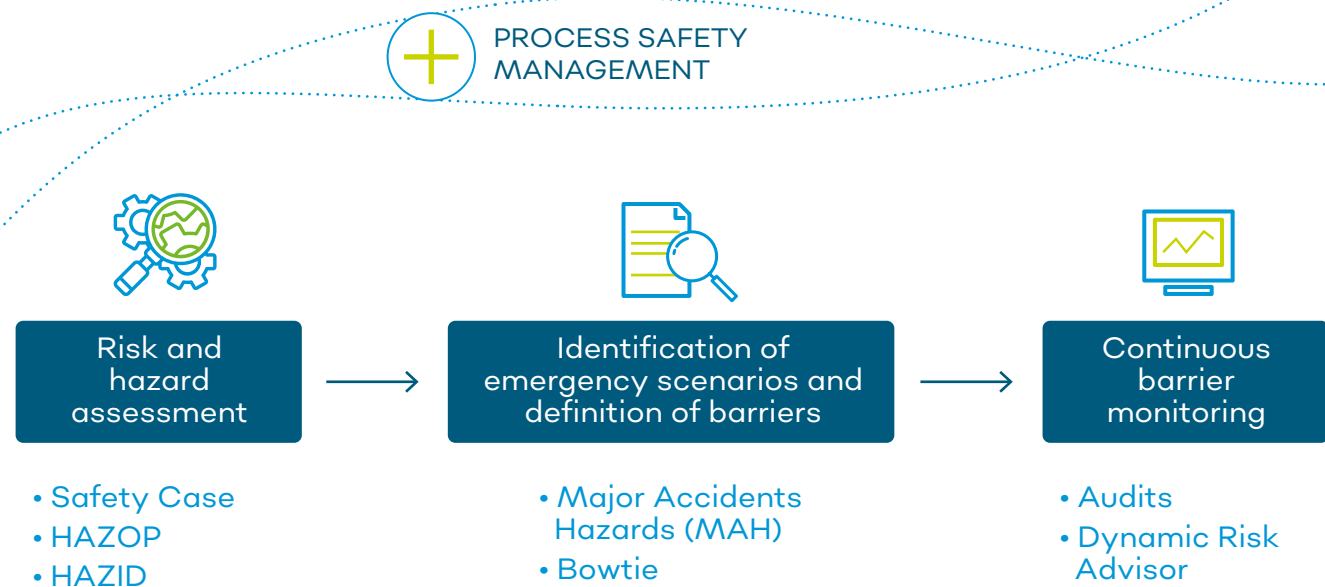 PROCESS SAFETY
MANAGEMENT
Risk and
hazard
assessment
Identification of
emergency scenarios and
definition of barriers
Continuous
barrier
monitoring
• Safety Case
• HAZOP
• HAZID
• Major Accidents
Hazards (MAH)
• Bowtie
• Audits
• Dynamic Risk
Advisor